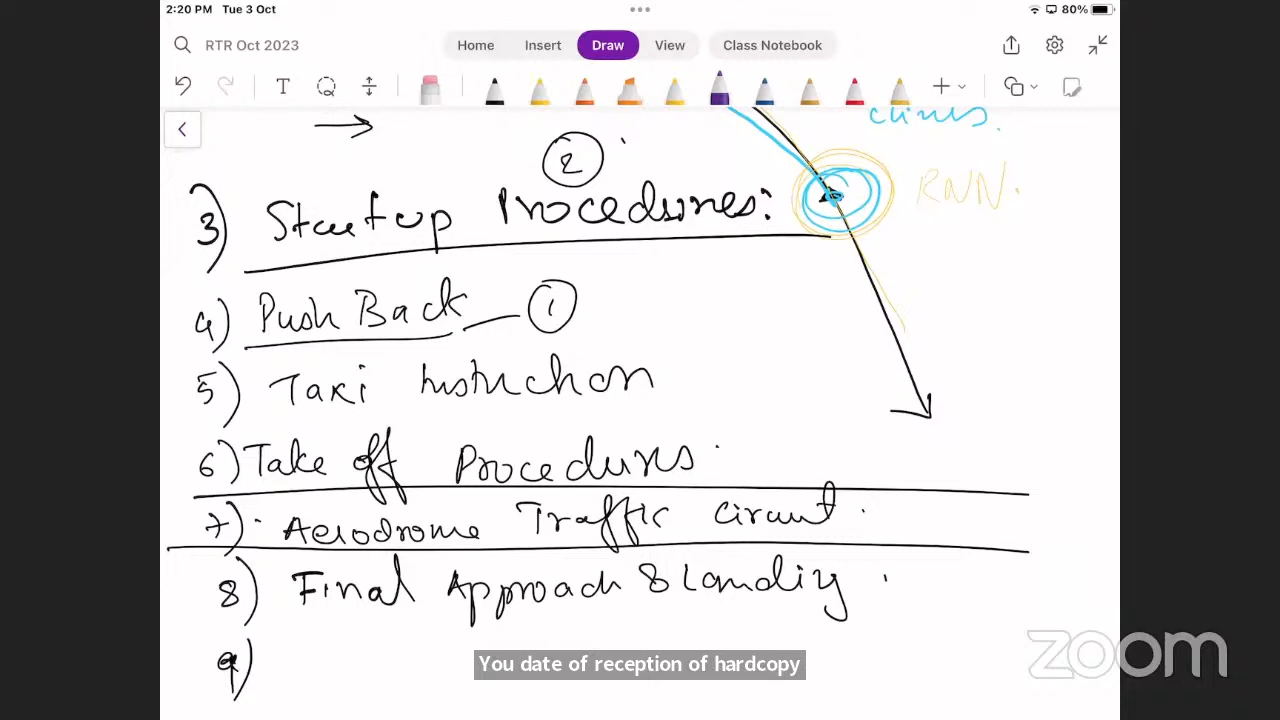 2:20 PM Tue 3 Oct
80%
RTR Oct 2023
Home Insert Draw View Class Notebook
T
climbs.
2
RNN.
3) Startup Procedures:
4) Push Back — 1
5) Taxi Instruction
6) Take off Procedures.
7) Aerodrome Traffic Circuit.
8) Final Approach & Landing.
9)
You date of reception of hardcopy
zoom